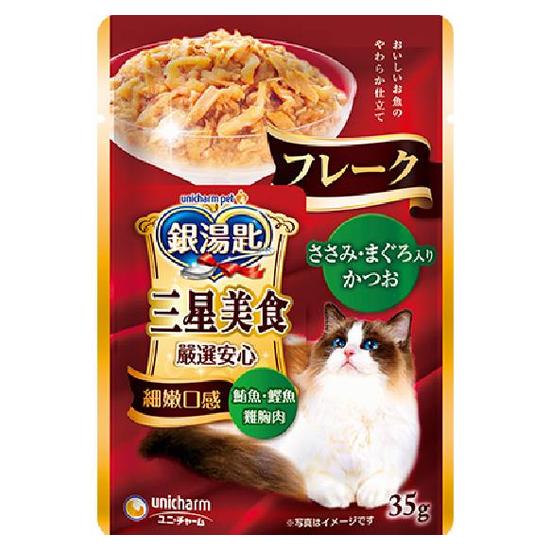 おいしいお魚の
やわらか仕立て
フレーク
unicharm pet
銀湯匙
三星美食
嚴選安心
細嫩口感
鮪魚・鰹魚
雞胸肉
ささみ・まぐろ入り
かつお
unicharm
ユニ・チャーム
※写真はイメージです
35g